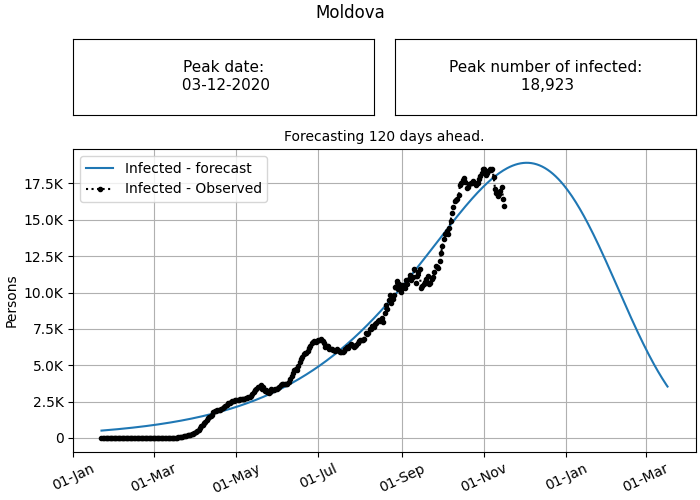 Moldova
Peak date:
03-12-2020
Peak number of infected:
18,923
Forecasting 120 days ahead.
Infected - forecast
Infected - Observed
17.5K
15.0K
12.5K
10.0K
7.5K
5.0K
2.5K
0
Persons
01-Jan
01-Mar
01-May
01-Jul
01-Sep
01-Nov
01-Jan
01-Mar